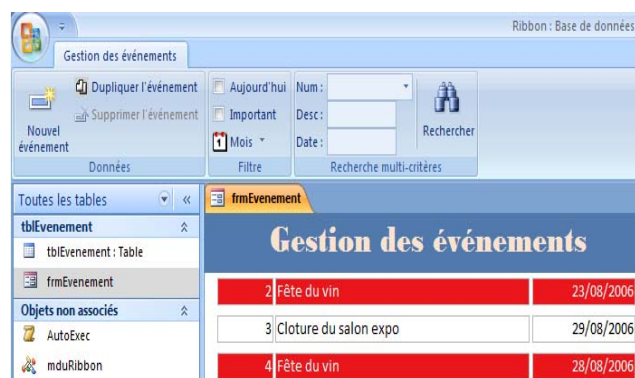 Ribbon : Base de données
Gestion des événements
Nouvel événement
Dupliquer l'événement
Supprimer l'événement
Données
Aujourd'hui
Important
Mois
Filtre
Num :
Desc :
Date :
Rechercher
Recherche multi-critères
Toutes les tables
tblEvenement
tblEvenement : Table
frmEvenement
Objets non associés
AutoExec
mduRibbon
frmEvenement
Gestion des événements
2 Fête du vin 23/08/2006
3 Cloture du salon expo 29/08/2006
4 Fête du vin 28/08/2006